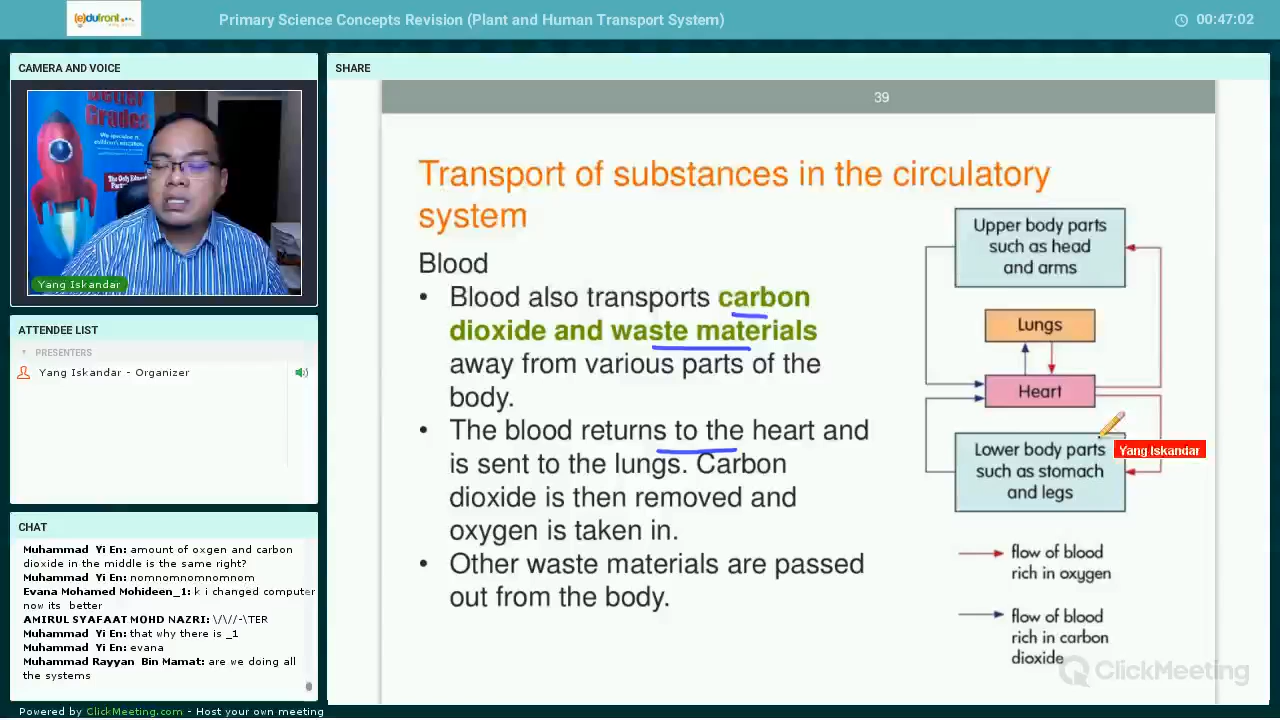 (e)dufront
Primary Science Concepts Revision (Plant and Human Transport System)
00:47:02
CAMERA AND VOICE
Better
Grades
Yang Iskandar
ATTENDEE LIST
PRESENTERS
Yang Iskandar - Organizer
CHAT
Muhammad Yi En: amount of oxgen and carbon
dioxide in the middle is the same right?
Muhammad Yi En: nomnomnomnomnom
Evana Mohamed Mohideen_1: k i changed computer
now its better
AMIRUL SYAFAAT MOHD NAZRI: \/\//-\TER
Muhammad Yi En: that why there is _1
Muhammad Yi En: evana
Muhammad Rayyan Bin Mamat: are we doing all
the systems
SHARE
39
Transport of substances in the circulatory
system
Blood
• Blood also transports carbon
dioxide and waste materials
away from various parts of the
body.
• The blood returns to the heart and
is sent to the lungs. Carbon
dioxide is then removed and
oxygen is taken in.
• Other waste materials are passed
out from the body.
Upper body parts
such as head
and arms
Lungs
Heart
Lower body parts
such as stomach
and legs
Yang Iskandar
flow of blood
rich in oxygen
flow of blood
rich in carbon
dioxide
ClickMeeting
Powered by ClickMeeting.com - Host your own meeting